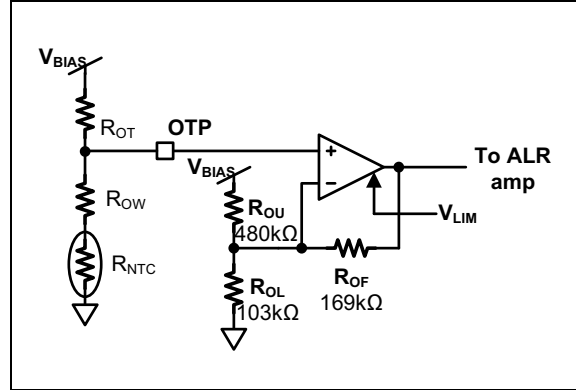 VBIAS
ROT
OTP
ROW
RNTC
VBIAS
ROU
480kΩ
ROL
103kΩ
+
−
ROF
169kΩ
To ALR
amp
VLIM